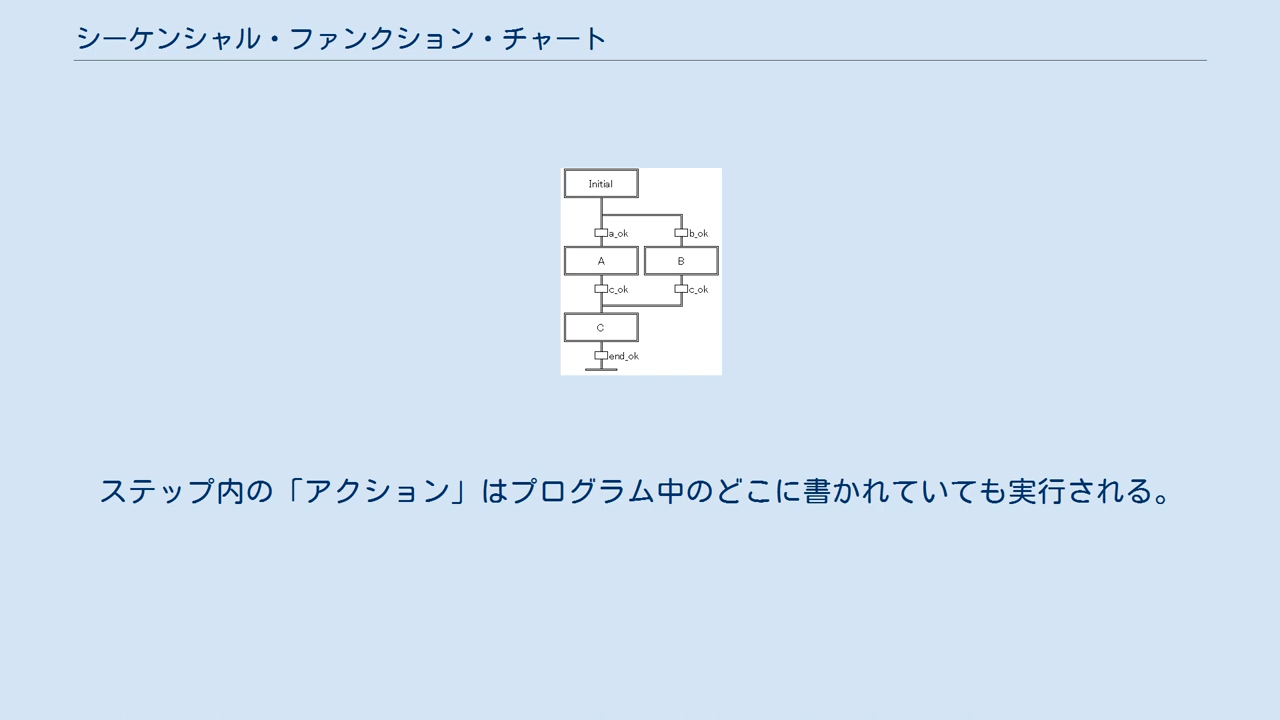 シーケンシャル・ファンクション・チャート
Initial
a_ok
b_ok
A
B
c_ok
c_ok
C
end_ok
ステップ内の「アクション」はプログラム中のどこに書かれていても実行される。